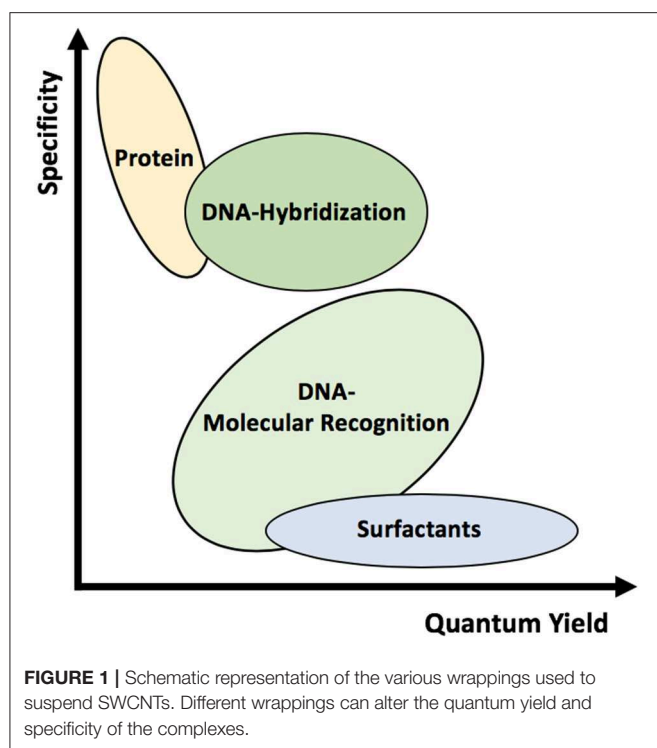 Specificity
Protein
DNA-Hybridization
DNA-
Molecular Recognition
Surfactants
Quantum Yield
FIGURE 1 | Schematic representation of the various wrappings used to
suspend SWCNTs. Different wrappings can alter the quantum yield and
specificity of the complexes.